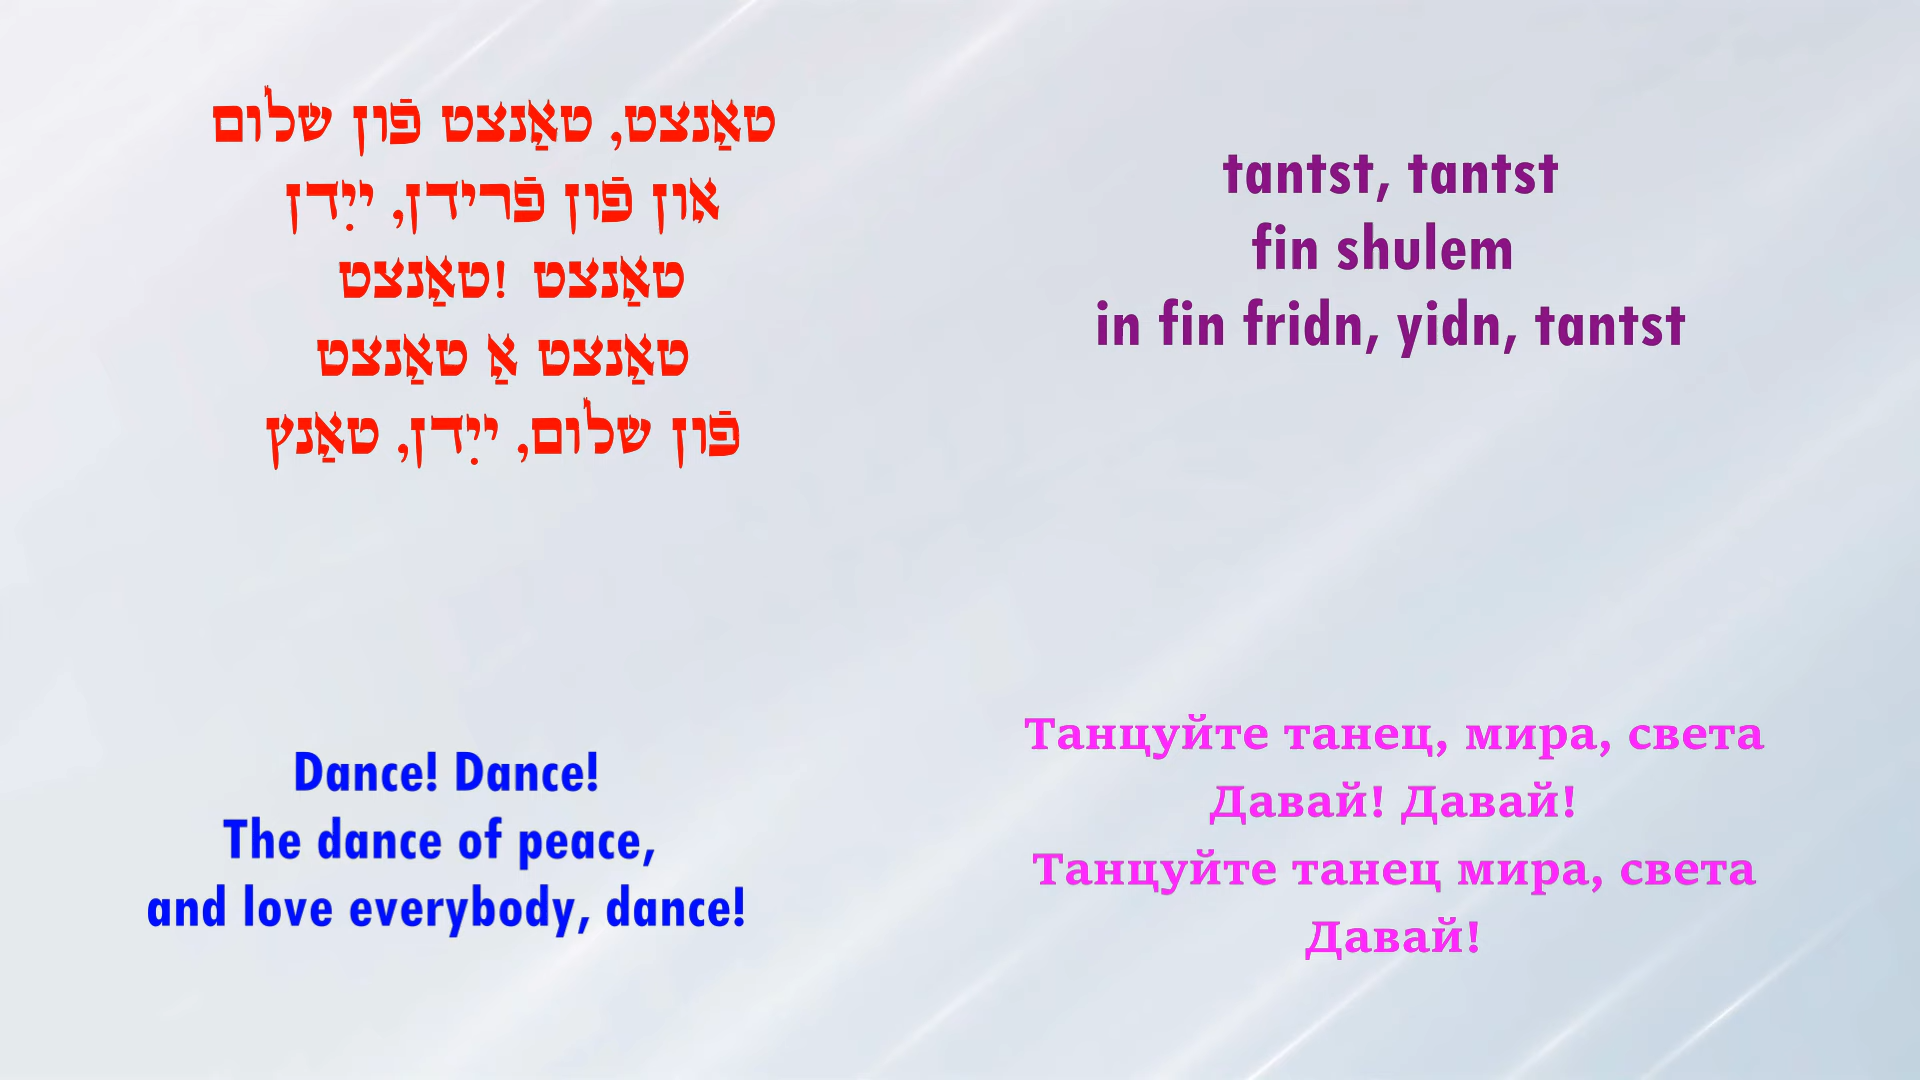 טאַנצט, טאַנצט פֿון שלום
און פֿון פֿרידן, ייִדן
טאַנצט !טאַנצט
טאַנצט אַ טאַנצט
פֿון שלום, ייִדן, טאַנץ
tantst, tantst
fin shulem
in fin fridn, yidn, tantst
Dance! Dance!
The dance of peace,
and love everybody, dance!
Танцуйте танец, мира, света
Давай! Давай!
Танцуйте танец мира, света
Давай!